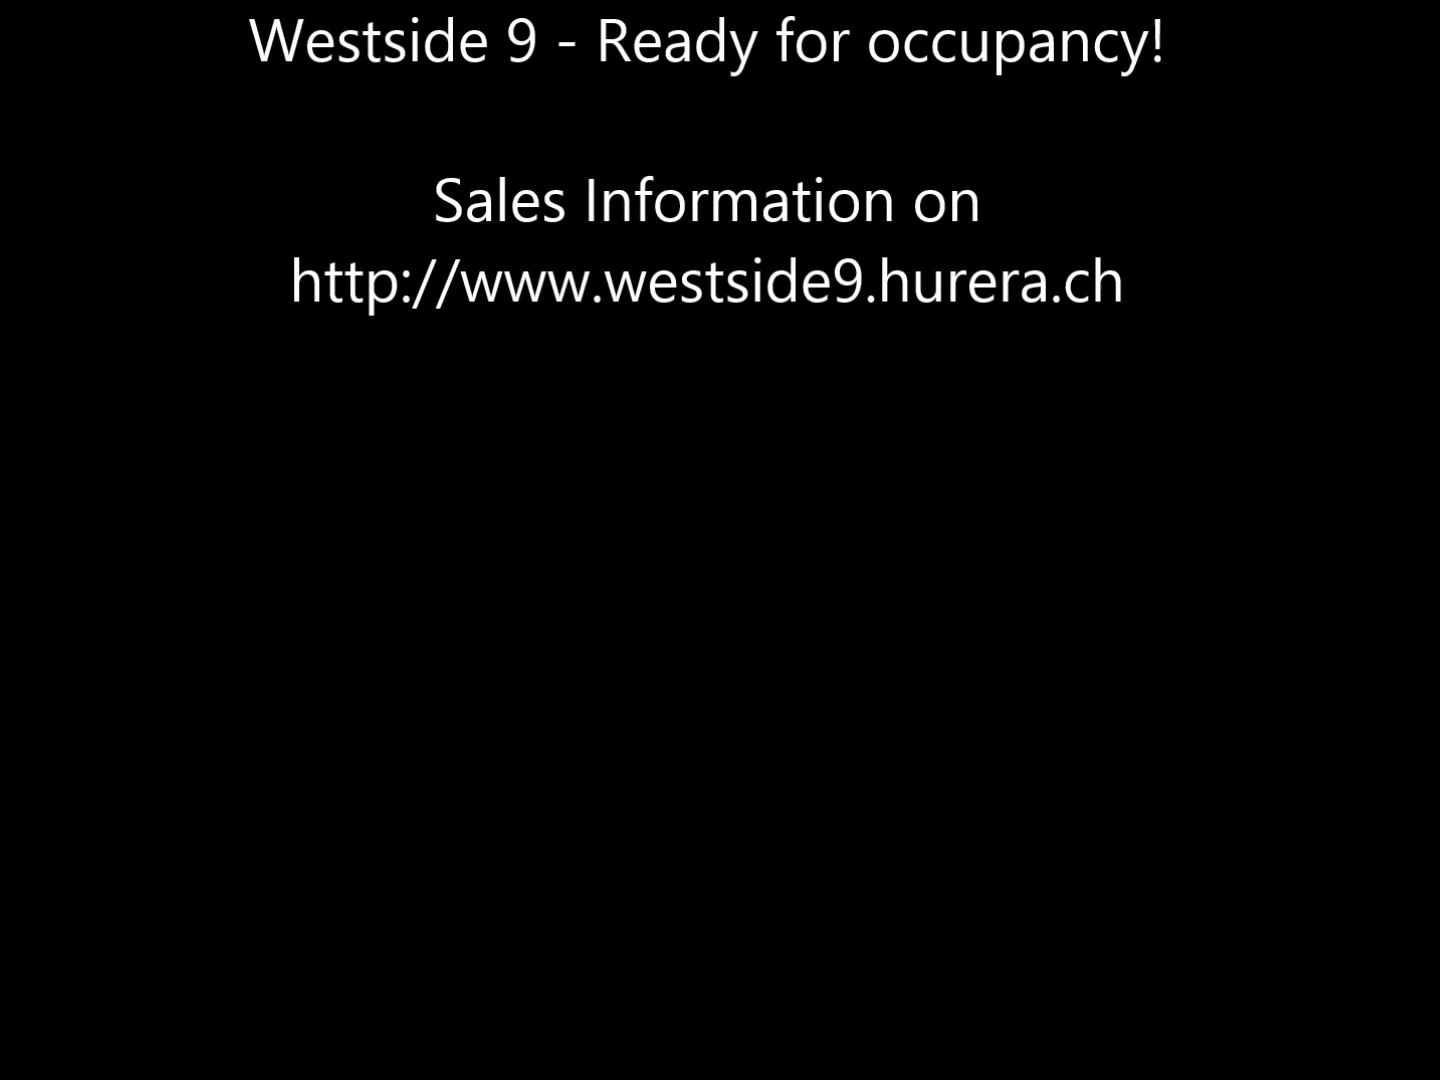 Westside 9 - Ready for occupancy!
Sales Information on
http://www.westside9.hurera.ch